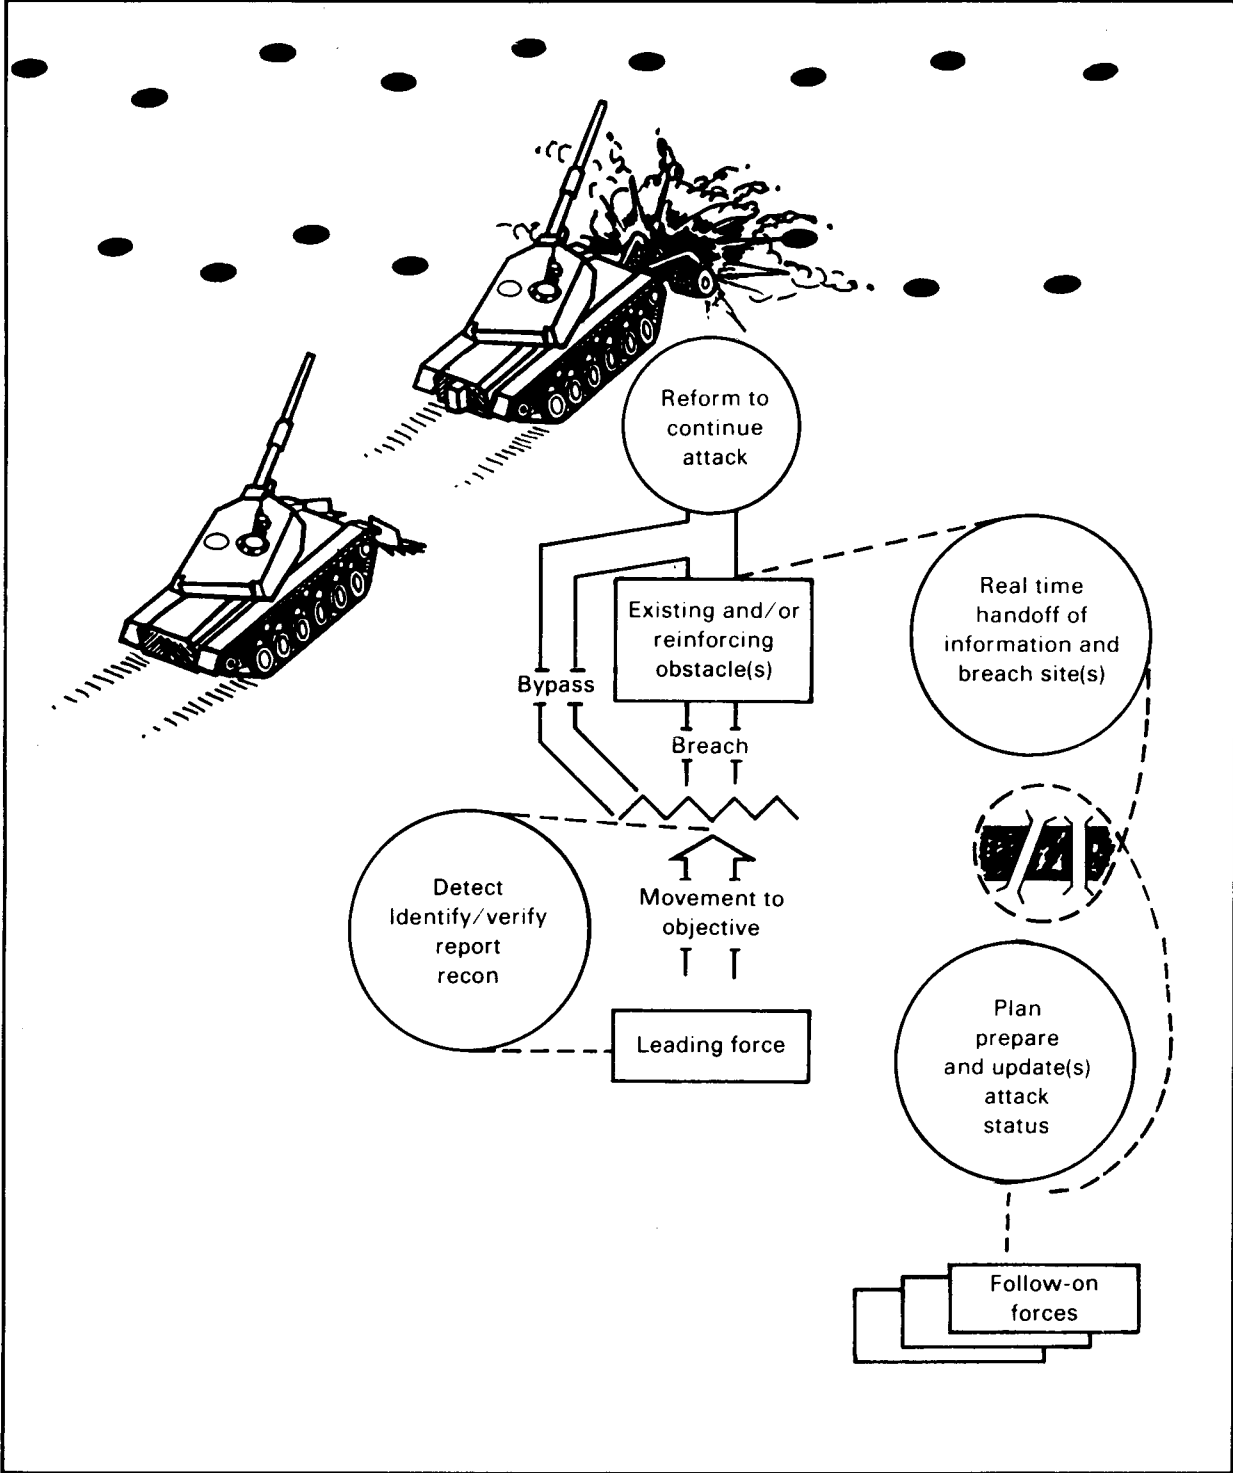 Reform to
continue
attack
Existing and/or
reinforcing
obstacle(s)
Real time
handoff of
information and
breach site(s)
Bypass
Breach
Detect
Identify/verify
report
recon
Movement to
objective
Leading force
Plan
prepare
and update(s)
attack
status
Follow-on
forces